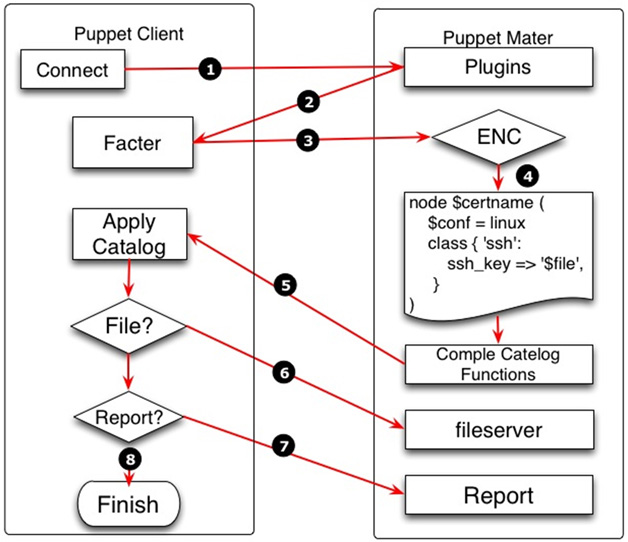 Puppet Client
Connect
1
Puppet Mater
Plugins
2
Facter
3
ENC
4
node $certname (
$conf = linux
class { 'ssh':
ssh_key => '$file',
}
)
Apply
Catalog
5
Comple Catelog
Functions
File?
6
fileserver
Report?
7
Report
8
Finish